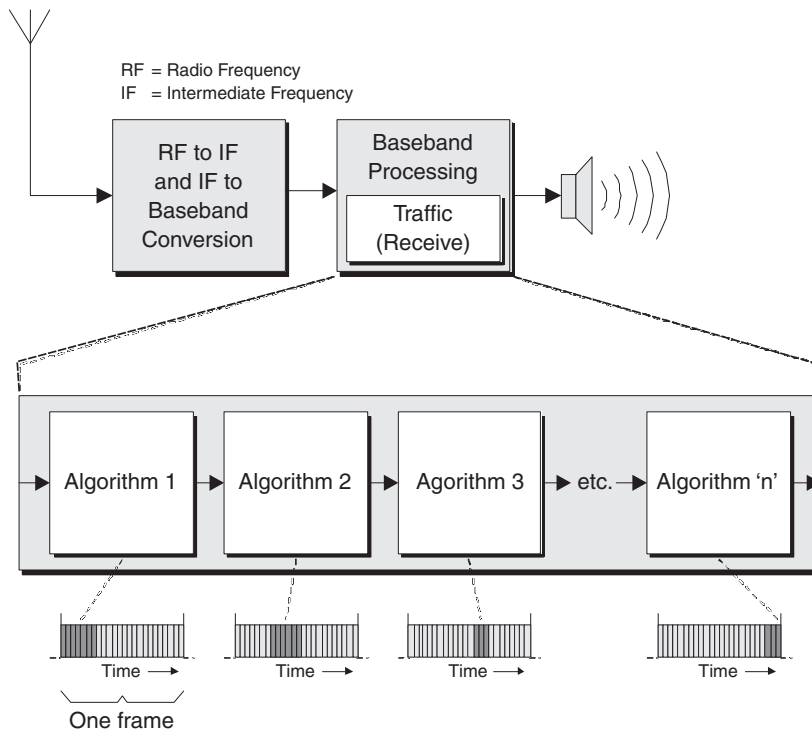 RF = Radio Frequency
IF = Intermediate Frequency
RF to IF
and IF to
Baseband
Conversion
Baseband
Processing
Traffic
(Receive)
Algorithm 1
Algorithm 2
Agorithm 3
etc.
Algorithm ‘n’
Time
Time
Time
Time
One frame